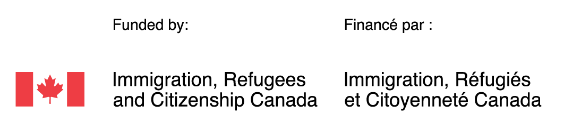 Funded by:
Immigration, Refugees
and Citizenship Canada
Financé par :
Immigration, Réfugiés
et Citoyenneté Canada